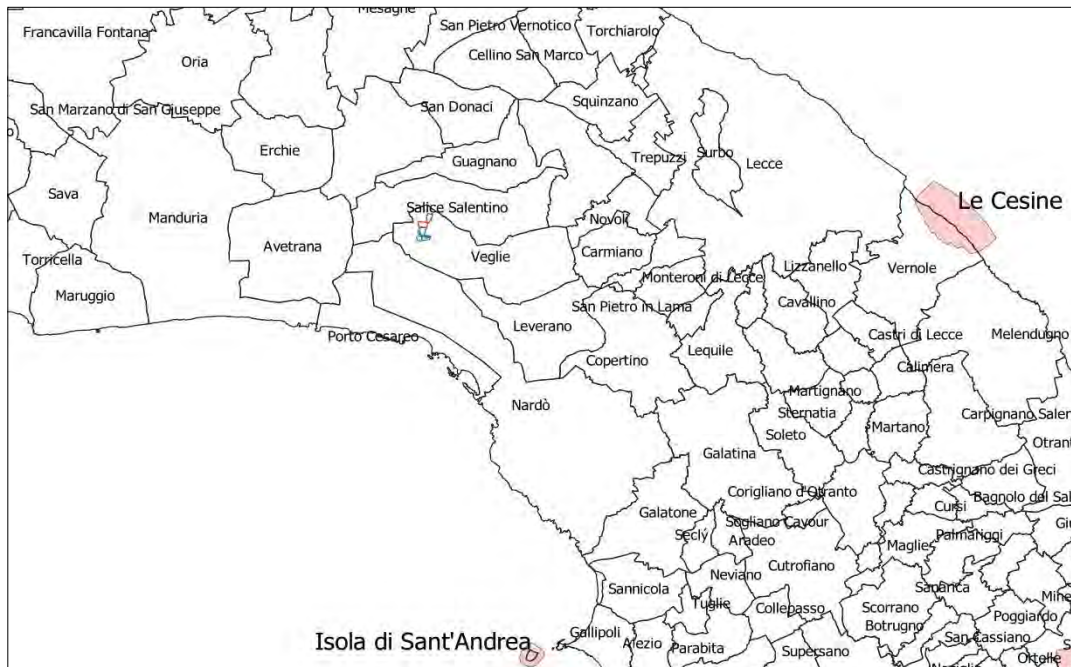 Mesagne
San Pietro Vernotico
Torchiarolo
Francavilla Fontana
Cellino San Marco
Oria
San Marzano di San Giuseppe
San Donaci
Squinzano
Erchie
Guagnano
Trepuzzi
Surbo
Lecce
Sava
Salice Salentino
Le Cesine
Manduria
Novoli
Avetrana
Carmiano
Veglie
Lizzanello
Vernole
Torricella
Monteroni di Lecce
Maruggio
San Pietro in Lama
Cavallino
Leverano
Porto Cesareo
Castri di Lecce
Melendugno
Copertino
Lequile
Calimera
Nardò
Martignano
Sternatia
Carpignano Saler
Soleto
Martano
Galatina
Otrant
Castrignano dei Greci
Corigliano d'Otranto
Bagnolo del Sal
Galatone
Cursi
Sogliano Cavour
Giu
Seclý
Aradeo
Palmariggi
Maglie
Cutrofiano
Neviano
Sannicola
Sanarica
Mine
Tuglie
Collepasso
Scorrano
Poggiardo
Botrugno
Gallipoli
San Cassiano
Isola di Sant'Andrea
Alezio
Parabita
Supersano
Ortelle